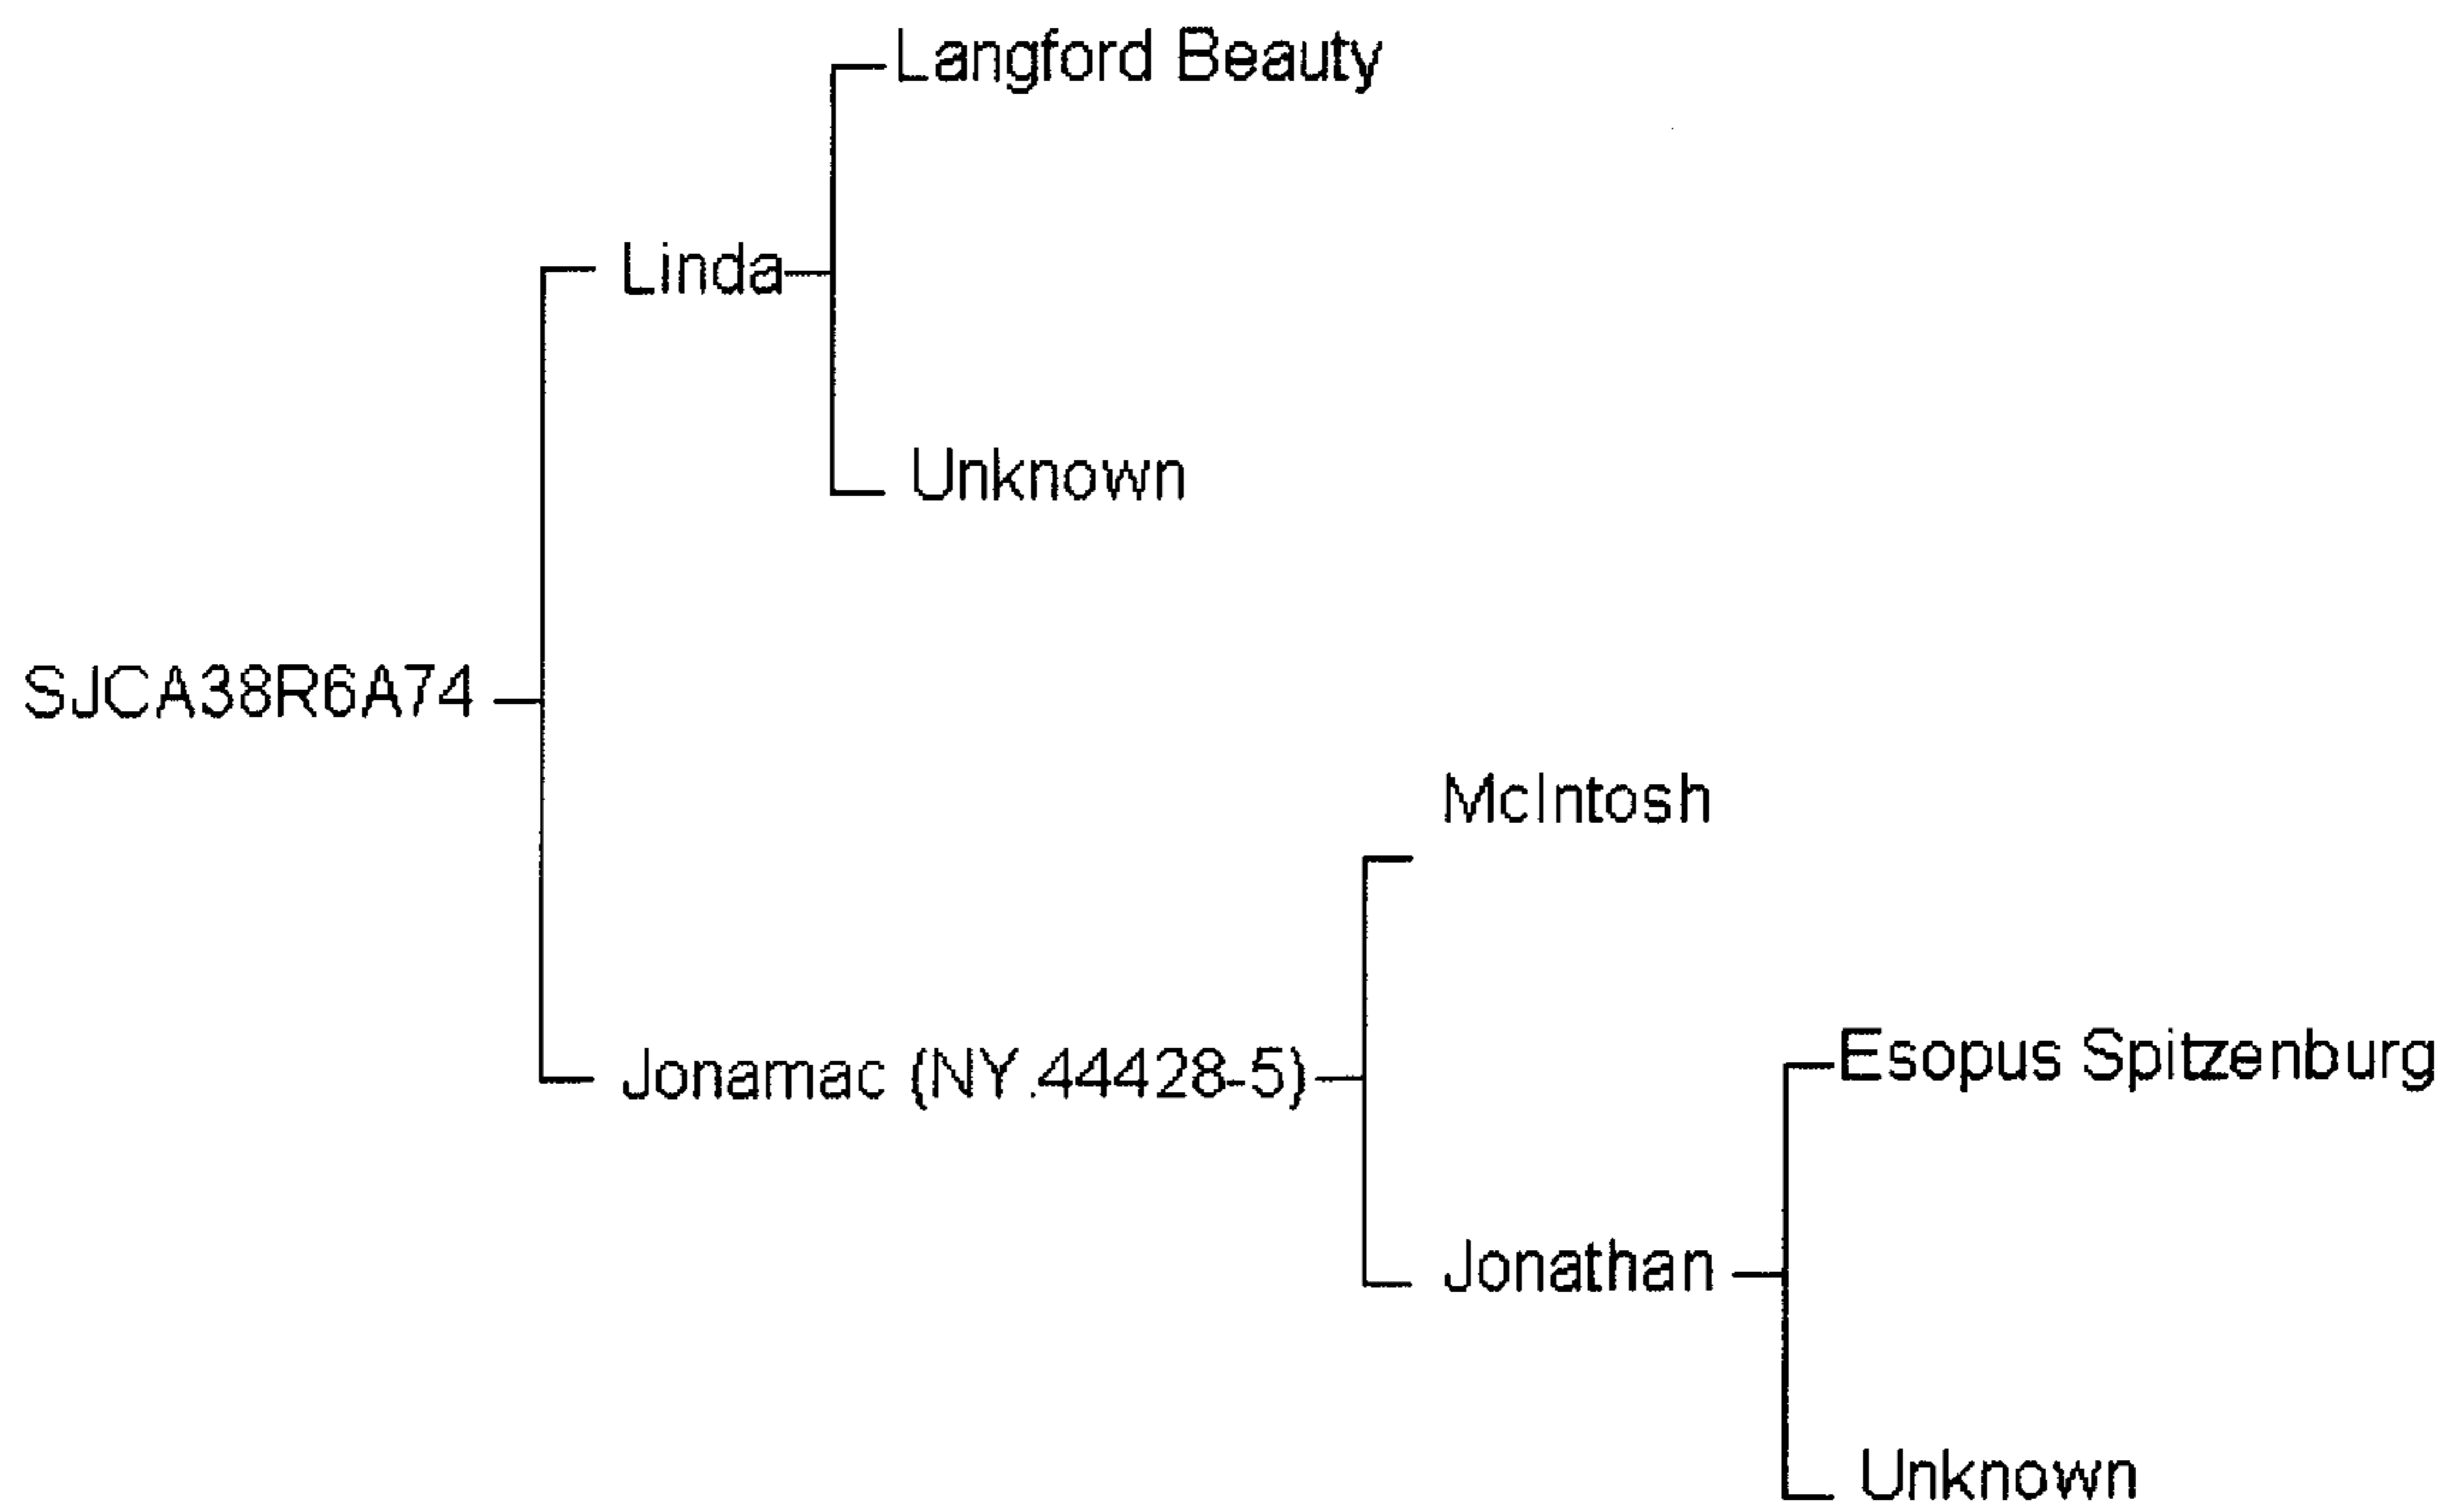 Langford Beauty
Linda
Unknown
SJCA38R6A74
McIntosh
Jonamac (NY.44428-5)
Esopus Spitzenburg
Jonathan
Unknown